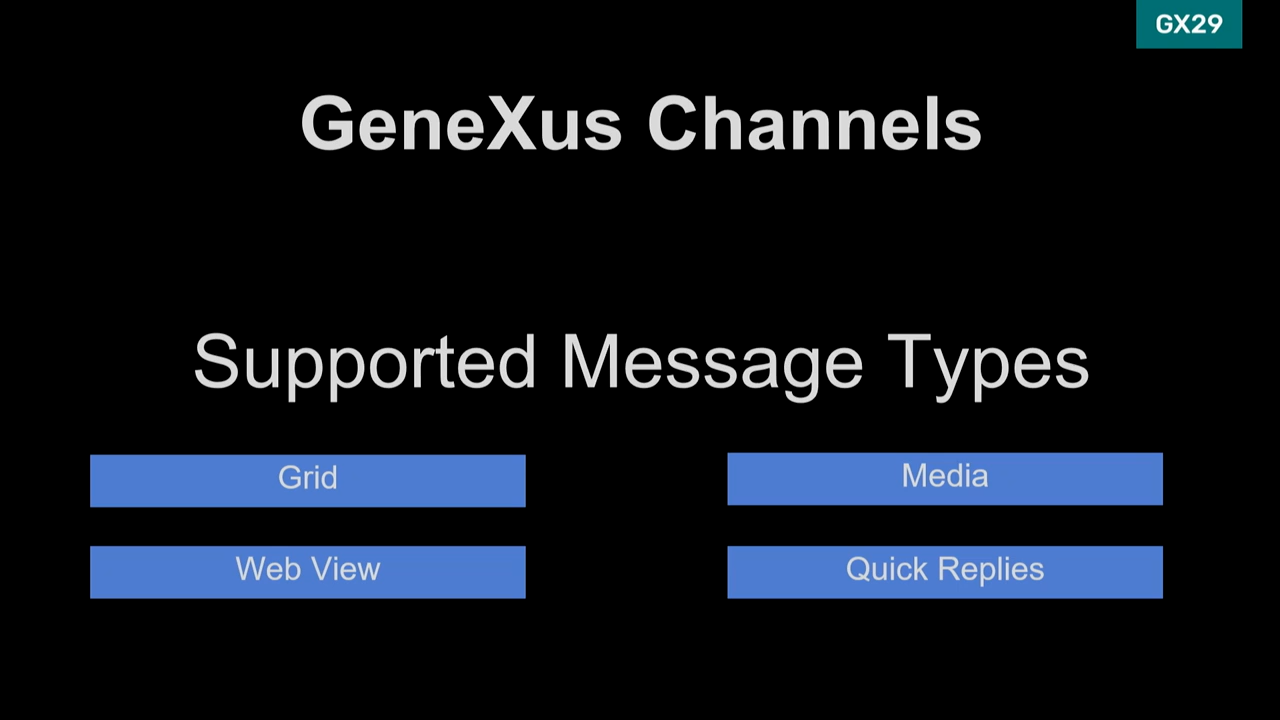 GX29
GeneXus Channels
Supported Message Types
Grid
Media
Web View
Quick Replies